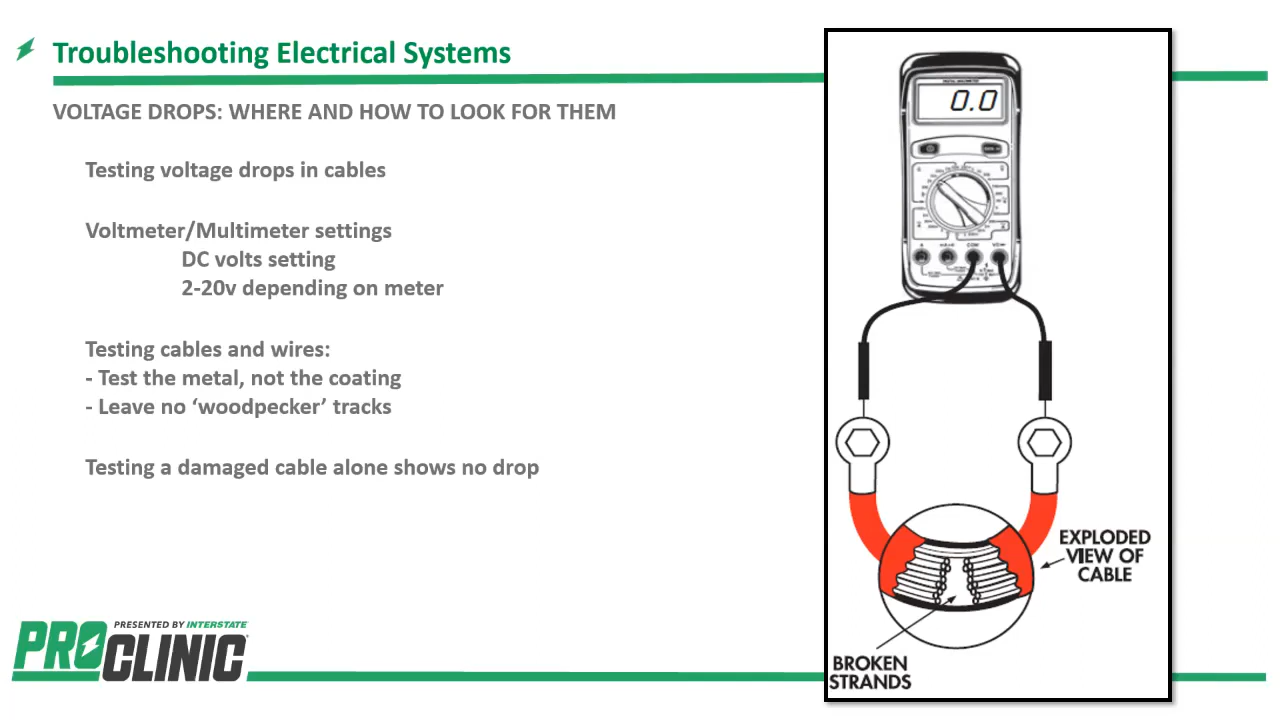 Troubleshooting Electrical Systems
VOLTAGE DROPS: WHERE AND HOW TO LOOK FOR THEM
Testing voltage drops in cables
Voltmeter/Multimeter settings
DC volts setting
2-20v depending on meter
Testing cables and wires:
- Test the metal, not the coating
- Leave no ‘woodpecker’ tracks
Testing a damaged cable alone shows no drop
0.0
COM
EXPLODED
VIEW OF
CABLE
BROKEN
STRANDS
PRESENTED BY INTERSTATE
PROCLINIC